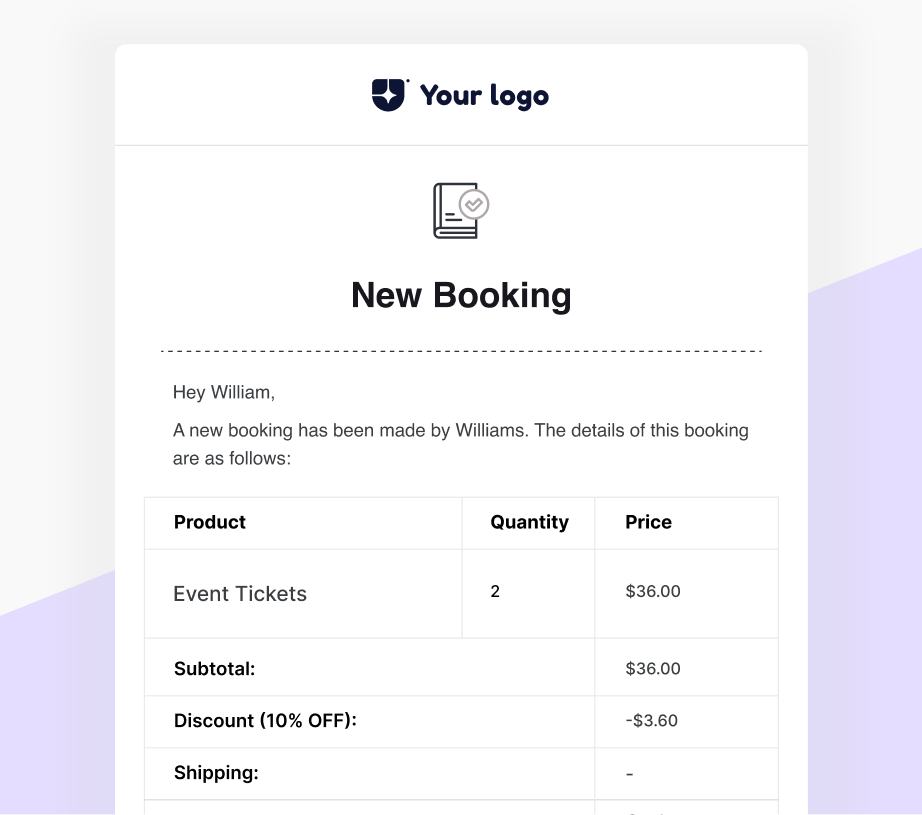 Your logo
New Booking
Hey William,
A new booking has been made by Williams. The details of this booking
are as follows:
Product Quantity Price
Event Tickets 2 $36.00
Subtotal: $36.00
Discount (10% OFF): -$3.60
Shipping: -